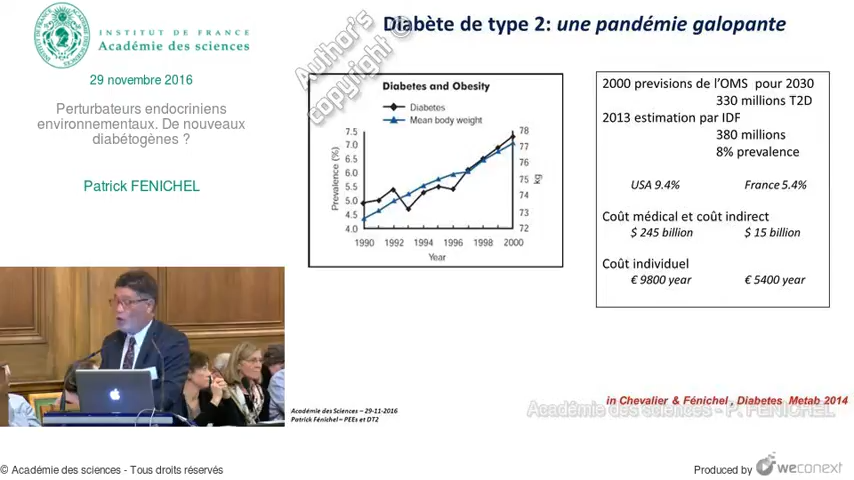 INSTITUT DE FRANCE
Académie des sciences
29 novembre 2016
Perturbateurs endocriniens
environnementaux. De nouveaux
diabétogènes ?
Patrick FENICHEL
Diabète de type 2: une pandémie galopante
Author's
copyright ©
Diabetes and Obesity
Diabetes
Mean body weight
7.5
7.0
6.5
6.0
5.5
5.0
4.5
4.0
Prevalence (%)
78
77
76
75
74
73
72
kg
1990 1992 1994 1996 1998 2000
Year
2000 previsions de l'OMS pour 2030
330 millions T2D
2013 estimation par IDF
380 millions
8% prevalence
USA 9.4% France 5.4%
Coût médical et coût indirect
$ 245 billion $ 15 billion
Coût individuel
€ 9800 year € 5400 year
in Chevalier & Fénichel , Diabetes Metab 2014
Académie des sciences - P. FENICHEL
Académie des Sciences – 29-11-2016
Patrick Fénichel – PEEs et DT2
© Académie des sciences - Tous droits réservés
Produced by weconext